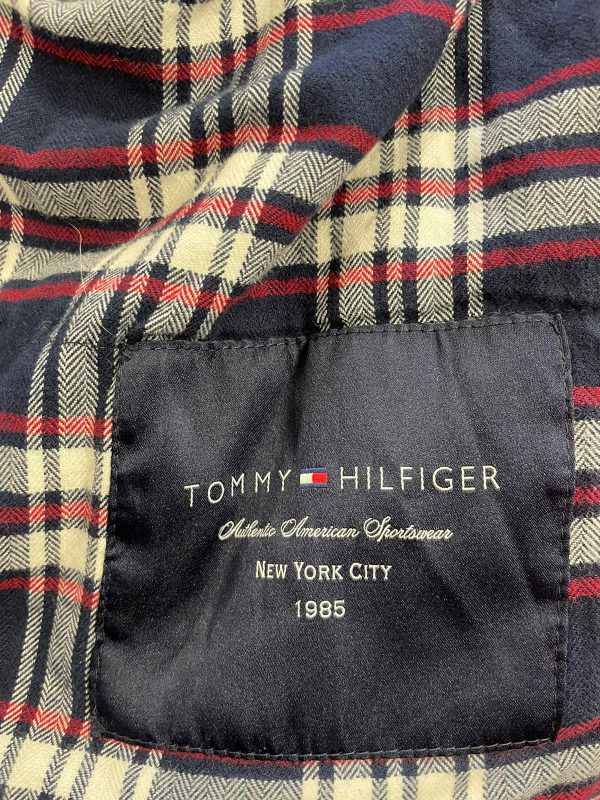 TOMMY HILFIGER
Authentic American Sportswear
NEW YORK CITY
1985